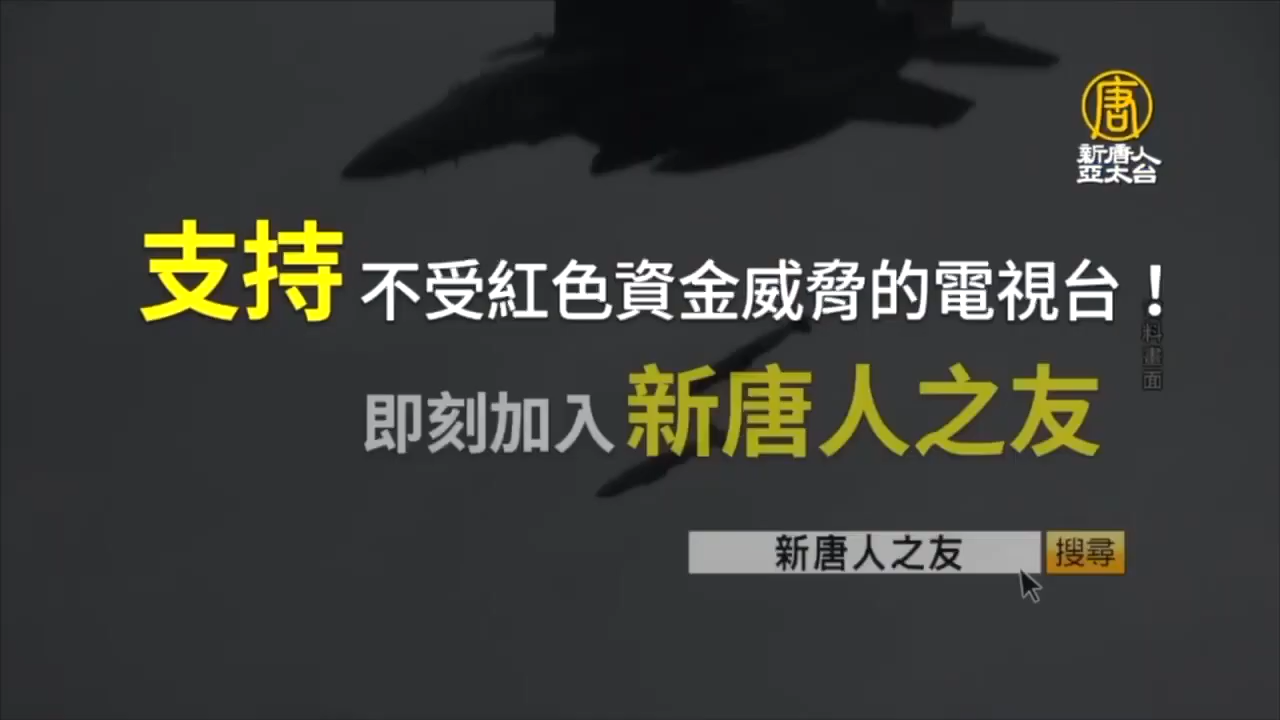 唐
新唐人
亞太台
支持不受紅色資金威脅的電視台！
料畫面
即刻加入新唐人之友
新唐人之友 搜尋